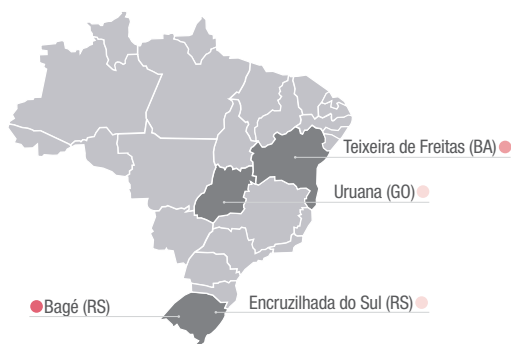 Teixeira de Freitas (BA)
Uruana (GO)
Bagé (RS)
Encruzilhada do Sul (RS)